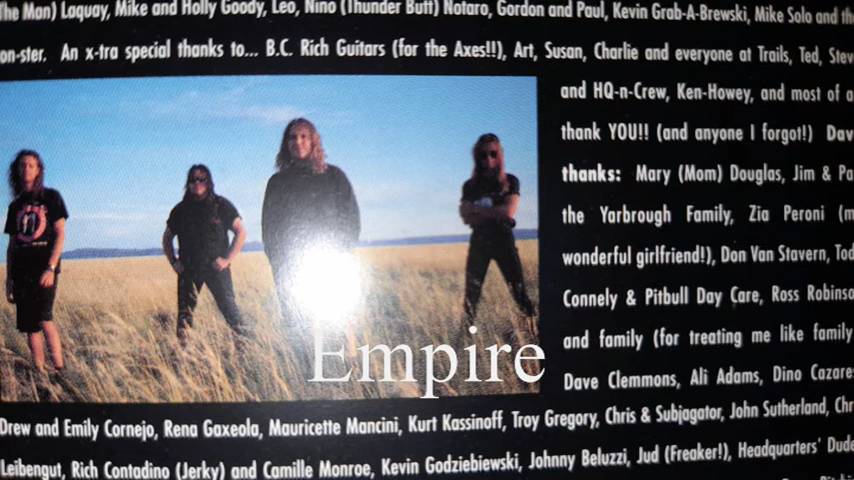 The Man) Laquay, Mike and Holly Goody, Leo, Nino (Thunder Butt) Notaro, Gordon and Paul, Kevin Grab-A-Brewski, Mike Solo and the
on-ster. An x-tra special thanks to... B.C. Rich Guitars (for the Axes!!), Art, Susan, Charlie and everyone at Trails, Ted, Stev
and HQ-n-Crew, Ken-Howey, and most of a
thank YOU!! (and anyone I forgot!) Dav
thanks: Mary (Mom) Douglas, Jim & Pa
the Yarbrough Family, Zia Peroni (m
wonderful girlfriend!), Don Van Stavern, Tod
Connely & Pitbull Day Care, Ross Robinso
and family (for treating me like family
Dave Clemmons, Ali Adams, Dino Cazare
Empire
Drew and Emily Cornejo, Rena Gaxeola, Mauricette Mancini, Kurt Kassinoff, Troy Gregory, Chris & Subjagator, John Sutherland, Chr
Leibengut, Rich Contadino (Jerky) and Camille Monroe, Kevin Godziebiewski, Johnny Beluzzi, Jud (Freaker!), Headquarters' Dude